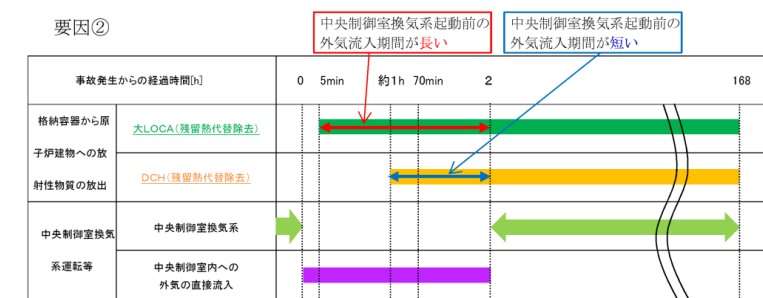 要因②
中央制御室換気系起動前の
外気流入期間が長い
中央制御室換気系起動前の
外気流入期間が短い
事故発生からの経過時間[h]
0 5min 約1h 70min 2 168
格納容器から原
子炉建物への放
射性物質の放出
大LOCA(残留熱代替除去)
DCH(残留熱代替除去)
中央制御室換気
系運転等
中央制御室換気系
中央制御室内への
外気の直接流入